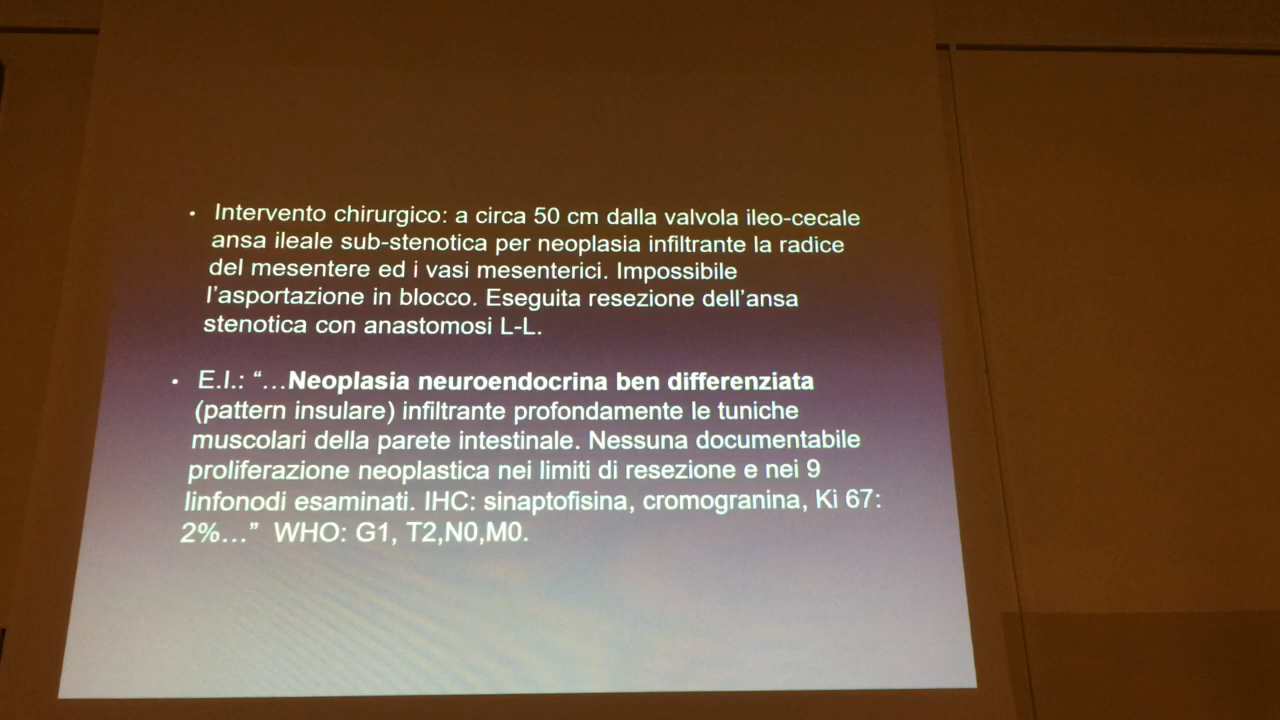 • Intervento chirurgico: a circa 50 cm dalla valvola ileo-cecale
ansa ileale sub-stenotica per neoplasia infiltrante la radice
del mesentere ed i vasi mesenterici. Impossibile
l'asportazione in blocco. Eseguita resezione dell'ansa
stenotica con anastomosi L-L.
• E.I.: “…Neoplasia neuroendocrina ben differenziata
(pattern insulare) infiltrante profondamente le tuniche
muscolari della parete intestinale. Nessuna documentabile
proliferazione neoplastica nei limiti di resezione e nei 9
linfonodi esaminati. IHC: sinaptofisina, cromogranina, Ki 67:
2%…” WHO: G1, T2,N0,M0.